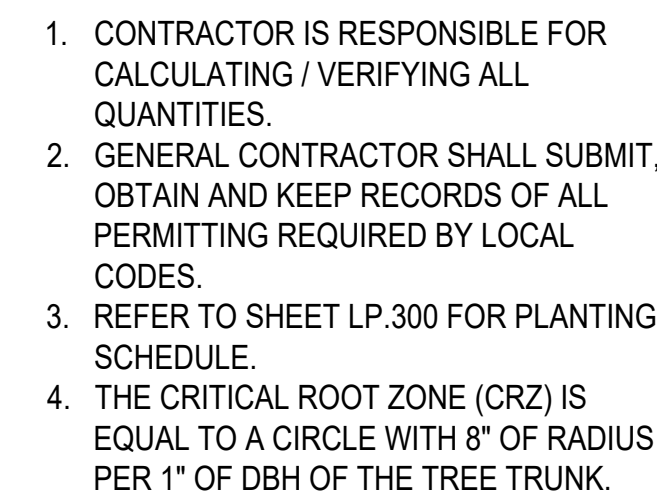 1. CONTRACTOR IS RESPONSIBLE FOR
CALCULATING / VERIFYING ALL
QUANTITIES.
2. GENERAL CONTRACTOR SHALL SUBMIT,
OBTAIN AND KEEP RECORDS OF ALL
PERMITTING REQUIRED BY LOCAL
CODES.
3. REFER TO SHEET LP.300 FOR PLANTING
SCHEDULE.
4. THE CRITICAL ROOT ZONE (CRZ) IS
EQUAL TO A CIRCLE WITH 8" OF RADIUS
PER 1" OF DBH OF THE TREE TRUNK.